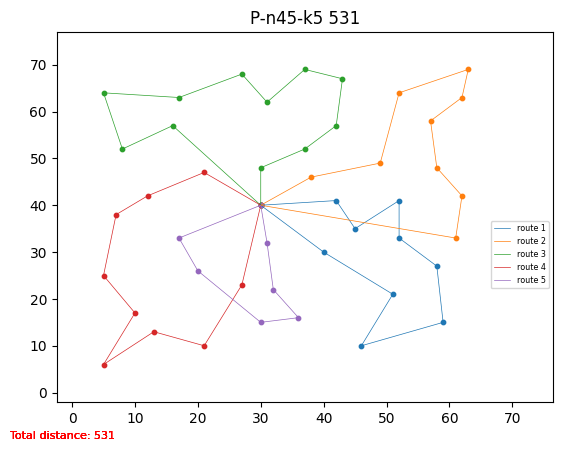 P-n45-k5 531
70
60
50
40
30
20
10
0
route 1
route 2
route 3
route 4
route 5
0 10 20 30 40 50 60 70
Total distance: 531